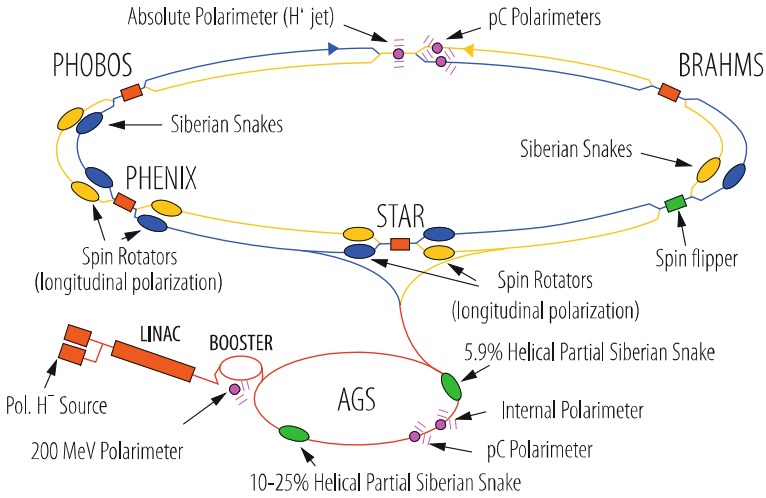 Absolute Polarimeter (H⁺ jet)
pC Polarimeters
PHOBOS
BRAHMS
Siberian Snakes
Siberian Snakes
PHENIX
STAR
Spin Rotators
(longitudinal polarization)
Spin flipper
Spin Rotators
(longitudinal polarization)
LINAC
BOOSTER
5.9% Helical Partial Siberian Snake
Pol. H⁻ Source
AGS
Internal Polarimeter
200 MeV Polarimeter
pC Polarimeter
10–25% Helical Partial Siberian Snake